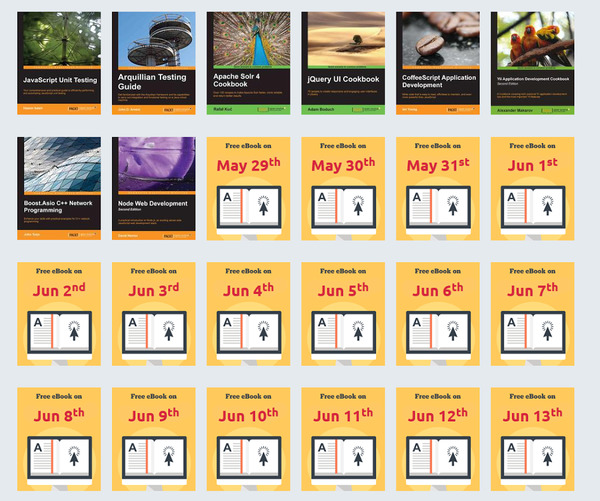 JavaScript Unit Testing
Arquillian Testing
Guide
Apache Solr 4
Cookbook
Rafał Kuć
jQuery UI Cookbook
Adam Boduch
CoffeeScript Application
Development
Yii Application Development Cookbook
Second Edition
Alexander Makarov
Boost.Asio C++ Network
Programming
Node Web Development
Second Edition
Free eBook on
May 29th
A
Free eBook on
May 30th
A
Free eBook on
May 31st
A
Free eBook on
Jun 1st
A
Free eBook on
Jun 2nd
A
Free eBook on
Jun 3rd
A
Free eBook on
Jun 4th
A
Free eBook on
Jun 5th
A
Free eBook on
Jun 6th
A
Free eBook on
Jun 7th
A
Free eBook on
Jun 8th
A
Free eBook on
Jun 9th
A
Free eBook on
Jun 10th
A
Free eBook on
Jun 11th
A
Free eBook on
Jun 12th
A
Free eBook on
Jun 13th
A